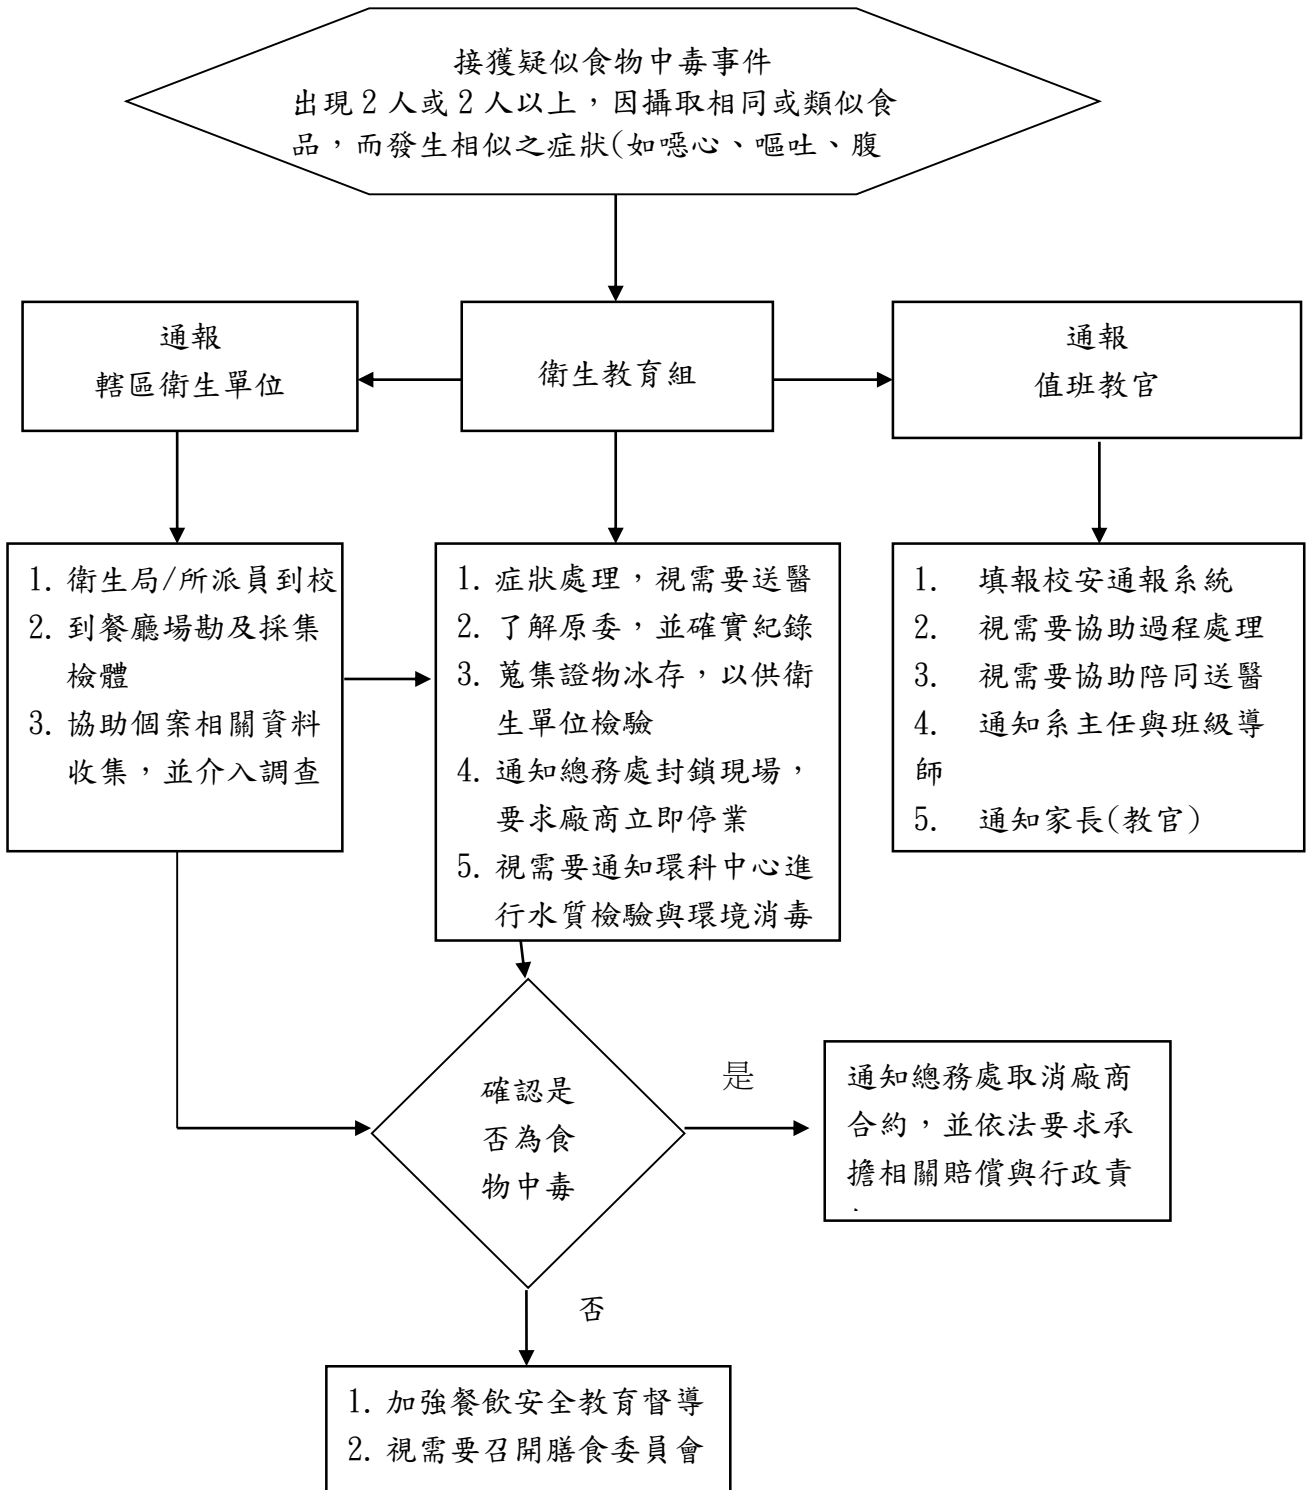 接獲疑似食物中毒事件
出現2人或2人以上，因攝取相同或類似食
品，而發生相似之症狀(如噁心、嘔吐、腹
通報
轄區衛生單位
衛生教育組
通報
值班教官
1. 衛生局/所派員到校
2. 到餐廳場勘及採集
檢體
3. 協助個案相關資料
收集，並介入調查
1. 症狀處理，視需要送醫
2. 了解原委，並確實紀錄
3. 蒐集證物冰存，以供衛
生單位檢驗
4. 通知總務處封鎖現場，
要求廠商立即停業
5. 視需要通知環科中心進
行水質檢驗與環境消毒
1. 填報校安通報系統
2. 視需要協助過程處理
3. 視需要協助陪同送醫
4. 通知系主任與班級導
師
5. 通知家長(教官)
確認是
否為食
物中毒
是
通知總務處取消廠商
合約，並依法要求承
擔相關賠償與行政責
否
1. 加強餐飲安全教育督導
2. 視需要召開膳食委員會